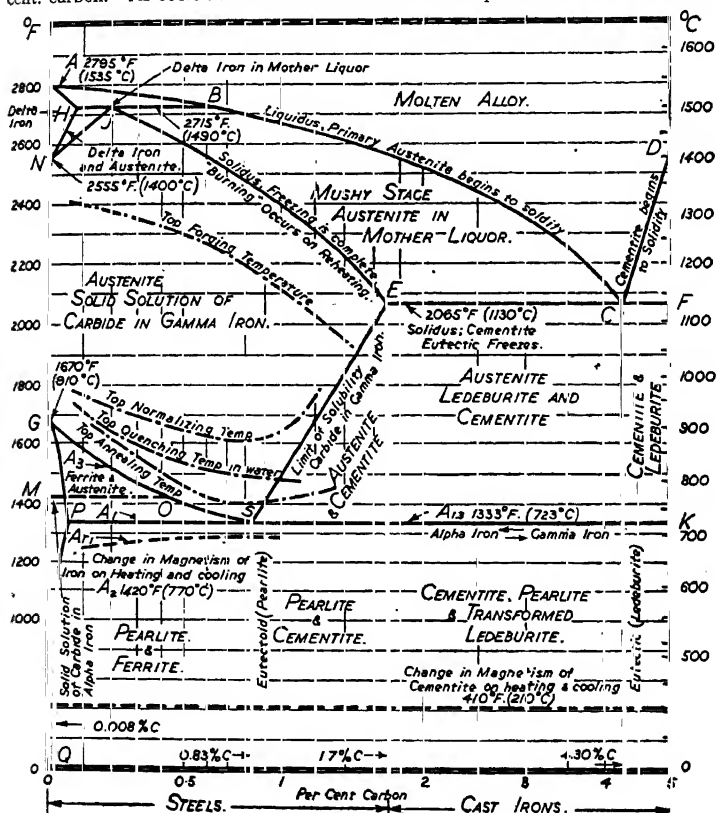 °F
°C
A 2795°F
(1535°C)
Delta Iron in Mother Liquor
1600
2800
Delta
Iron
H
J
B
2715°F.
(1490°C)
MOLTEN ALLOY.
1500
2600
N
Delta Iron
and Austenite.
2555°F.(1400°C)
Liquidus, Primary Austenite begins to solidify
D
1400
2400
Solidus, Freezing is complete
Burning Occurs on Reheating.
MUSHY STAGE
AUSTENITE IN
MOTHER LIQUOR.
Cementite begins
to Solidify
1300
2200
Top Forging Temperature
1200
2100
AUSTENITE
SOLID SOLUTION OF
CARBIDE IN GAMMA IRON.
E
C
F
2065°F (1130°C)
Solidus; Cementite
Eutectic Freezes.
2000
1100
1670°F
(810°C)
1800
Top Normalizing Temp
Limit of Solubility
Carbide in Gamma Iron.
AUSTENITE
LEDEBURITE AND
CEMENTITE
1000
G
1600
Top Quenching Temp in water
Top Annealing Temp
AUSTENITE
& CEMENTITE
CEMENTITE &
LEDEBURITE
900
A3
Ferrite &
Austenite
800
M
1400
P
A1
O
S
A1.3 1333°F. (723°C)
K
Alpha Iron
Gamma Iron
700
Ar1
1200
Change in Magnetism of
Iron on Heating and cooling
A2 1420°F(770°C)
600
1000
Solid Solution
of Carbide in
Alpha Iron
PEARLITE
&
FERRITE.
Eutectoid (Pearlite)
PEARLITE
&
CEMENTITE.
CEMENTITE, PEARLITE
& TRANSFORMED
LEDEBURITE.
Eutectic (Ledeburite)
500
Change in Magnetism of
Cementite on heating & cooling
410°F.(210°C)
0.008%C
Q
0.83%C
1.7%
4.30%C
0
0
0
0.5
1
2
3
4
5
Per Cent Carbon
STEELS.
CAST IRONS.